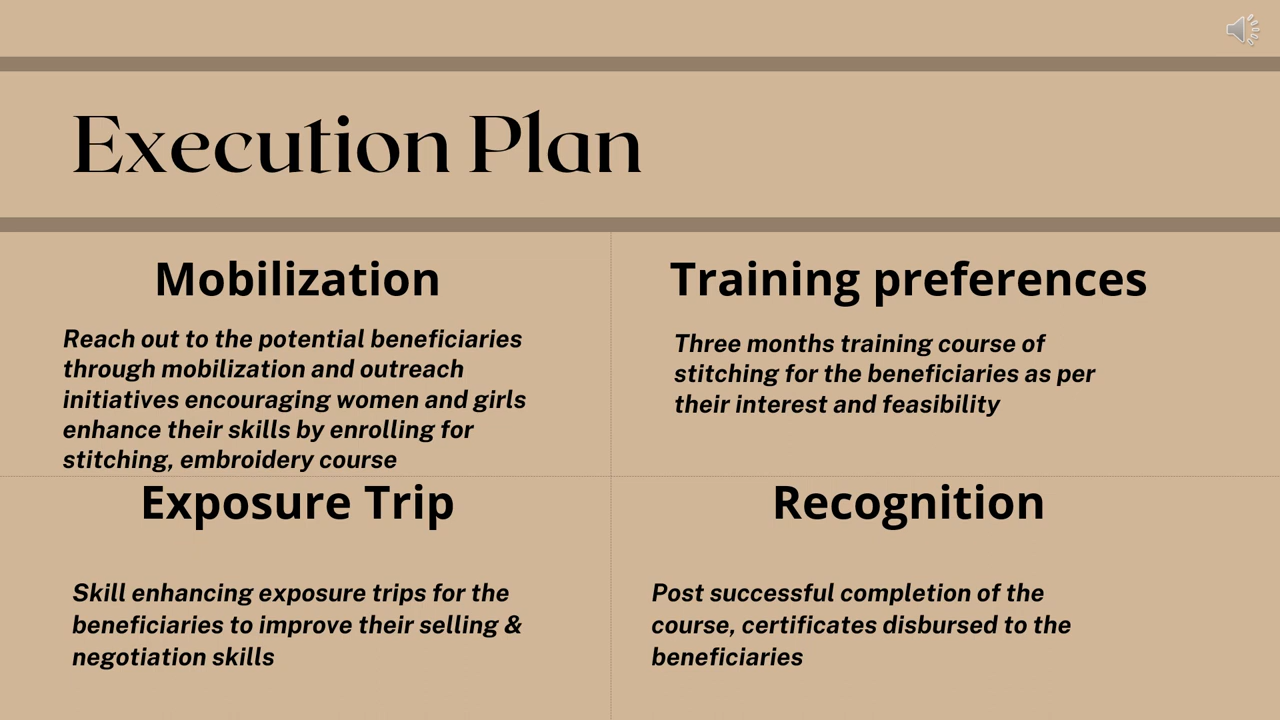 Execution Plan
Mobilization
Reach out to the potential beneficiaries
through mobilization and outreach
initiatives encouraging women and girls
enhance their skills by enrolling for
stitching, embroidery course
Training preferences
Three months training course of
stitching for the beneficiaries as per
their interest and feasibility
Exposure Trip
Skill enhancing exposure trips for the
beneficiaries to improve their selling &
negotiation skills
Recognition
Post successful completion of the
course, certificates disbursed to the
beneficiaries